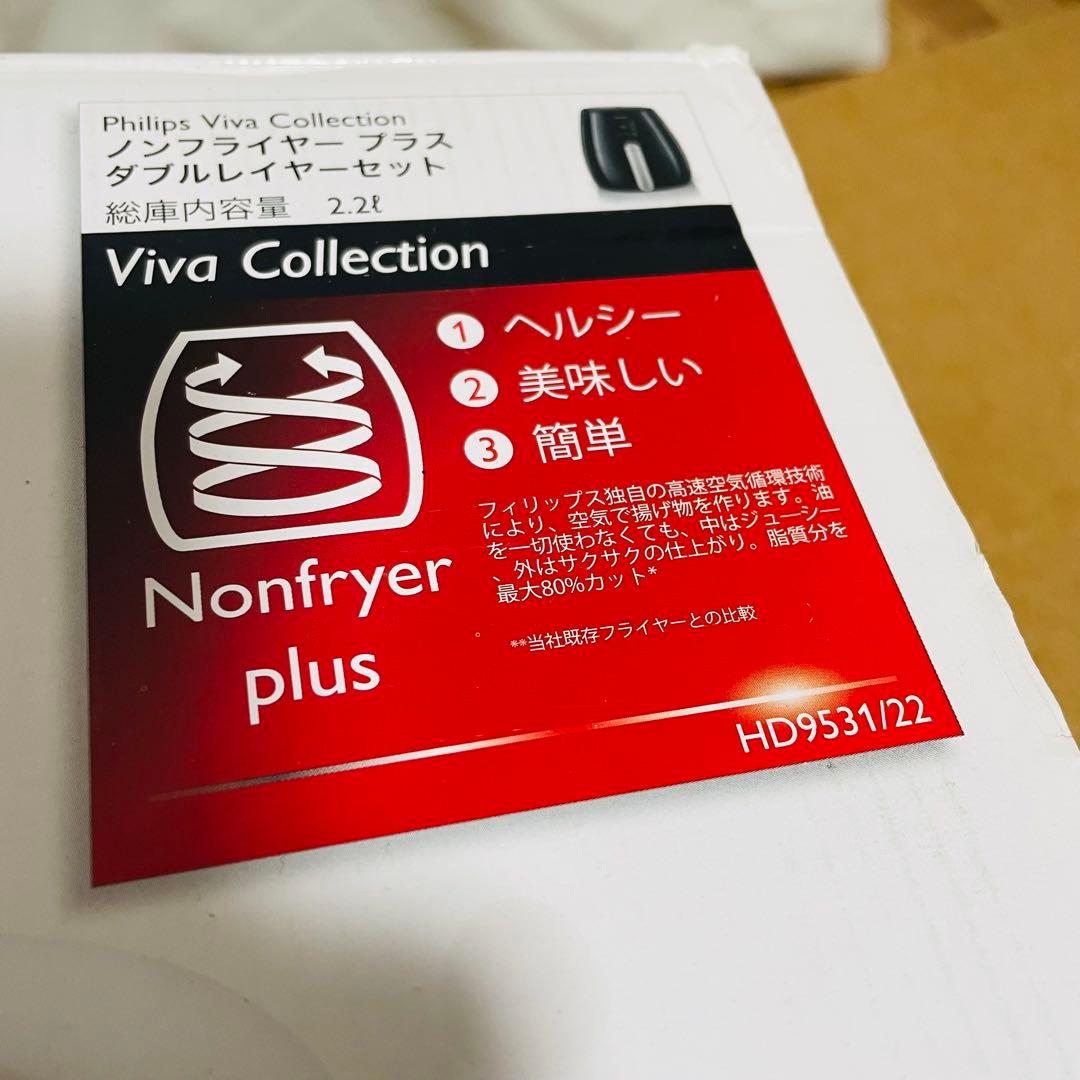 Philips Viva Collection
ノンフライヤー プラス
ダブルレイヤーセット
総庫内容量 2.2ℓ
Viva Collection
1 ヘルシー
2 美味しい
3 簡単
フィリップス独自の高速空気循環技術
により、空気で揚げ物を作ります。油
を一切使わなくても、中はジューシー
、外はサクサクの仕上がり。脂質分を
最大80%カット*
。
**当社既存フライヤーとの比較
Nonfryer
plus
HD9531/22